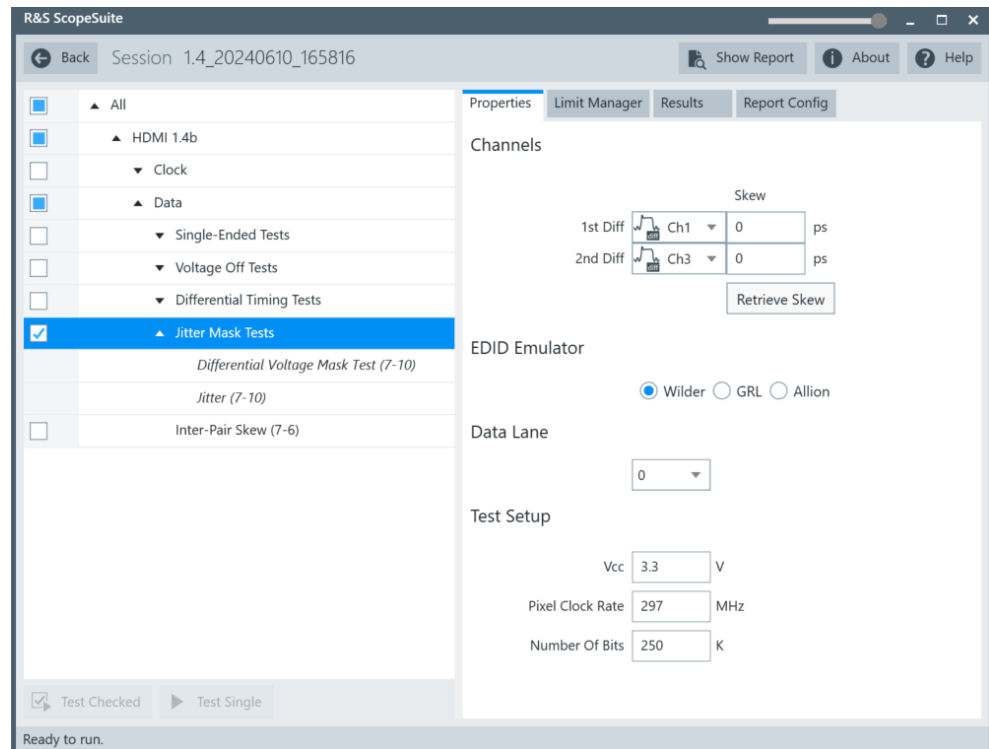 R&S ScopeSuite
Back Session 1.4_20240610_165816 Show Report About Help
All
HDMI 1.4b
Clock
Data
Single-Ended Tests
Voltage Off Tests
Differential Timing Tests
Jitter Mask Tests
Differential Voltage Mask Test (7-10)
Jitter (7-10)
Inter-Pair Skew (7-6)
Test Checked Test Single
Ready to run.
Properties Limit Manager Results Report Config
Channels
Skew
1st Diff diff Ch1 0 ps
2nd Diff diff Ch3 0 ps
Retrieve Skew
EDID Emulator
Wilder GRL Allion
Data Lane
0
Test Setup
Vcc 3.3 V
Pixel Clock Rate 297 MHz
Number Of Bits 250 K